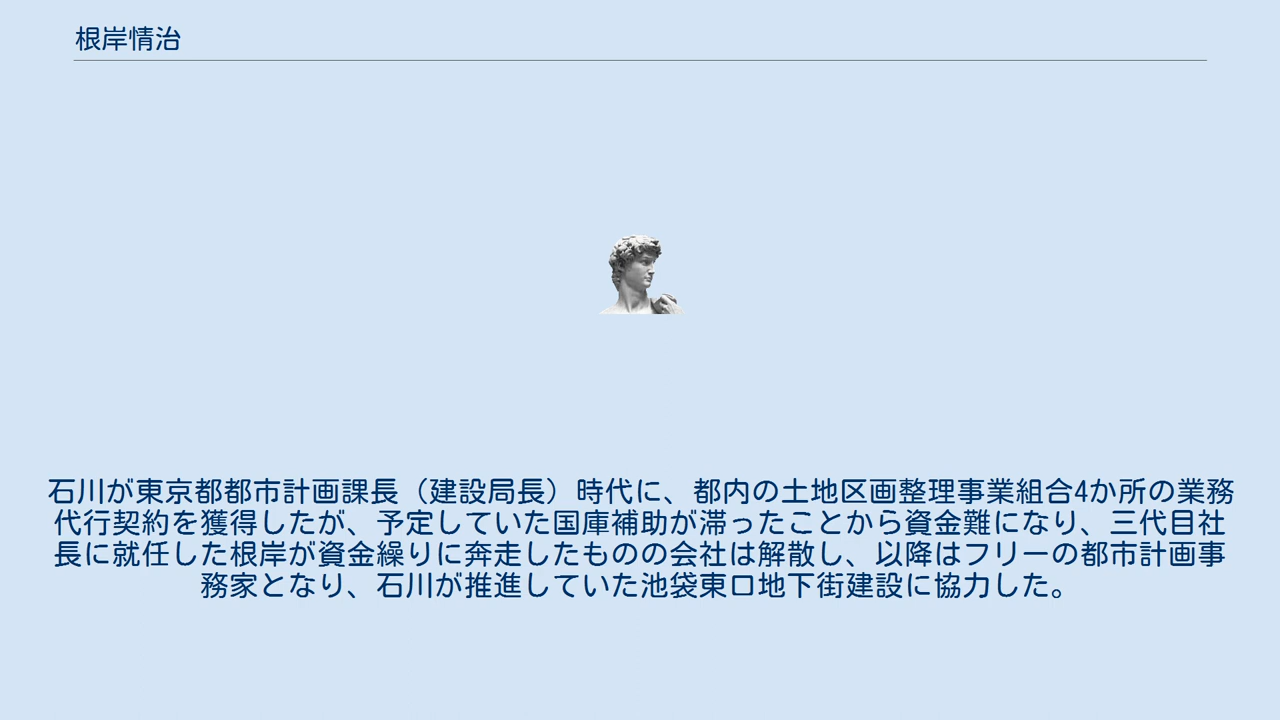 根岸情治
石川が東京都都市計画課長（建設局長）時代に、都内の土地区画整理事業組合4か所の業務
代行契約を獲得したが、予定していた国庫補助が滞ったことから資金難になり、三代目社
長に就任した根岸が資金繰りに奔走したものの会社は解散し、以降はフリーの都市計画事
務家となり、石川が推進していた池袋東口地下街建設に協力した。